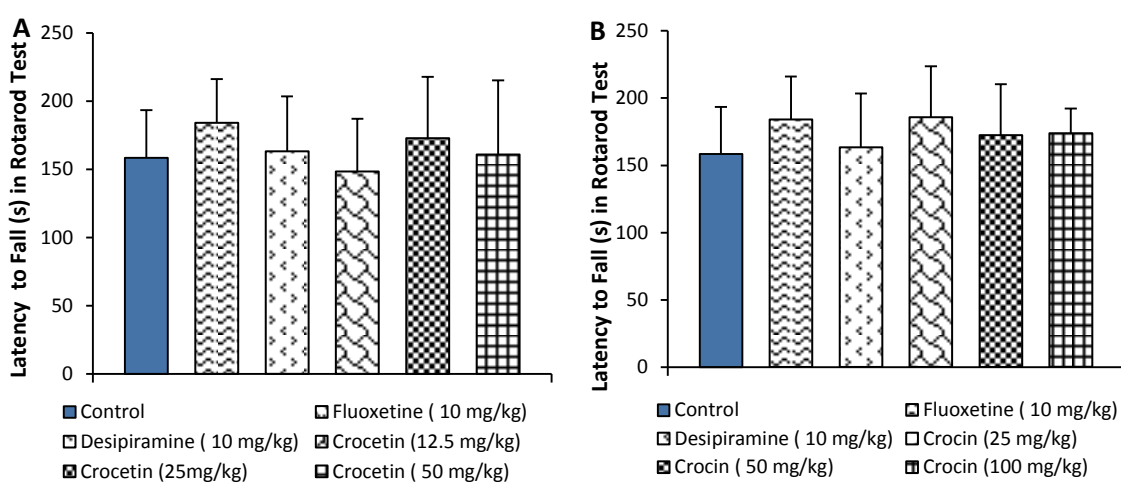 A
Latency to Fall (s) in Rotarod Test
250
200
150
100
50
0
Control
Fluoxetine ( 10 mg/kg)
Desipiramine ( 10 mg/kg)
Crocetin (12.5 mg/kg)
Crocetin (25mg/kg)
Crocetin ( 50 mg/kg)
B
Latency to Fall (s) in Rotarod Test
250
200
150
100
50
0
Control
Fluoxetine ( 10 mg/kg)
Desipiramine ( 10 mg/kg)
Crocin (25 mg/kg)
Crocin ( 50 mg/kg)
Crocin (100 mg/kg)